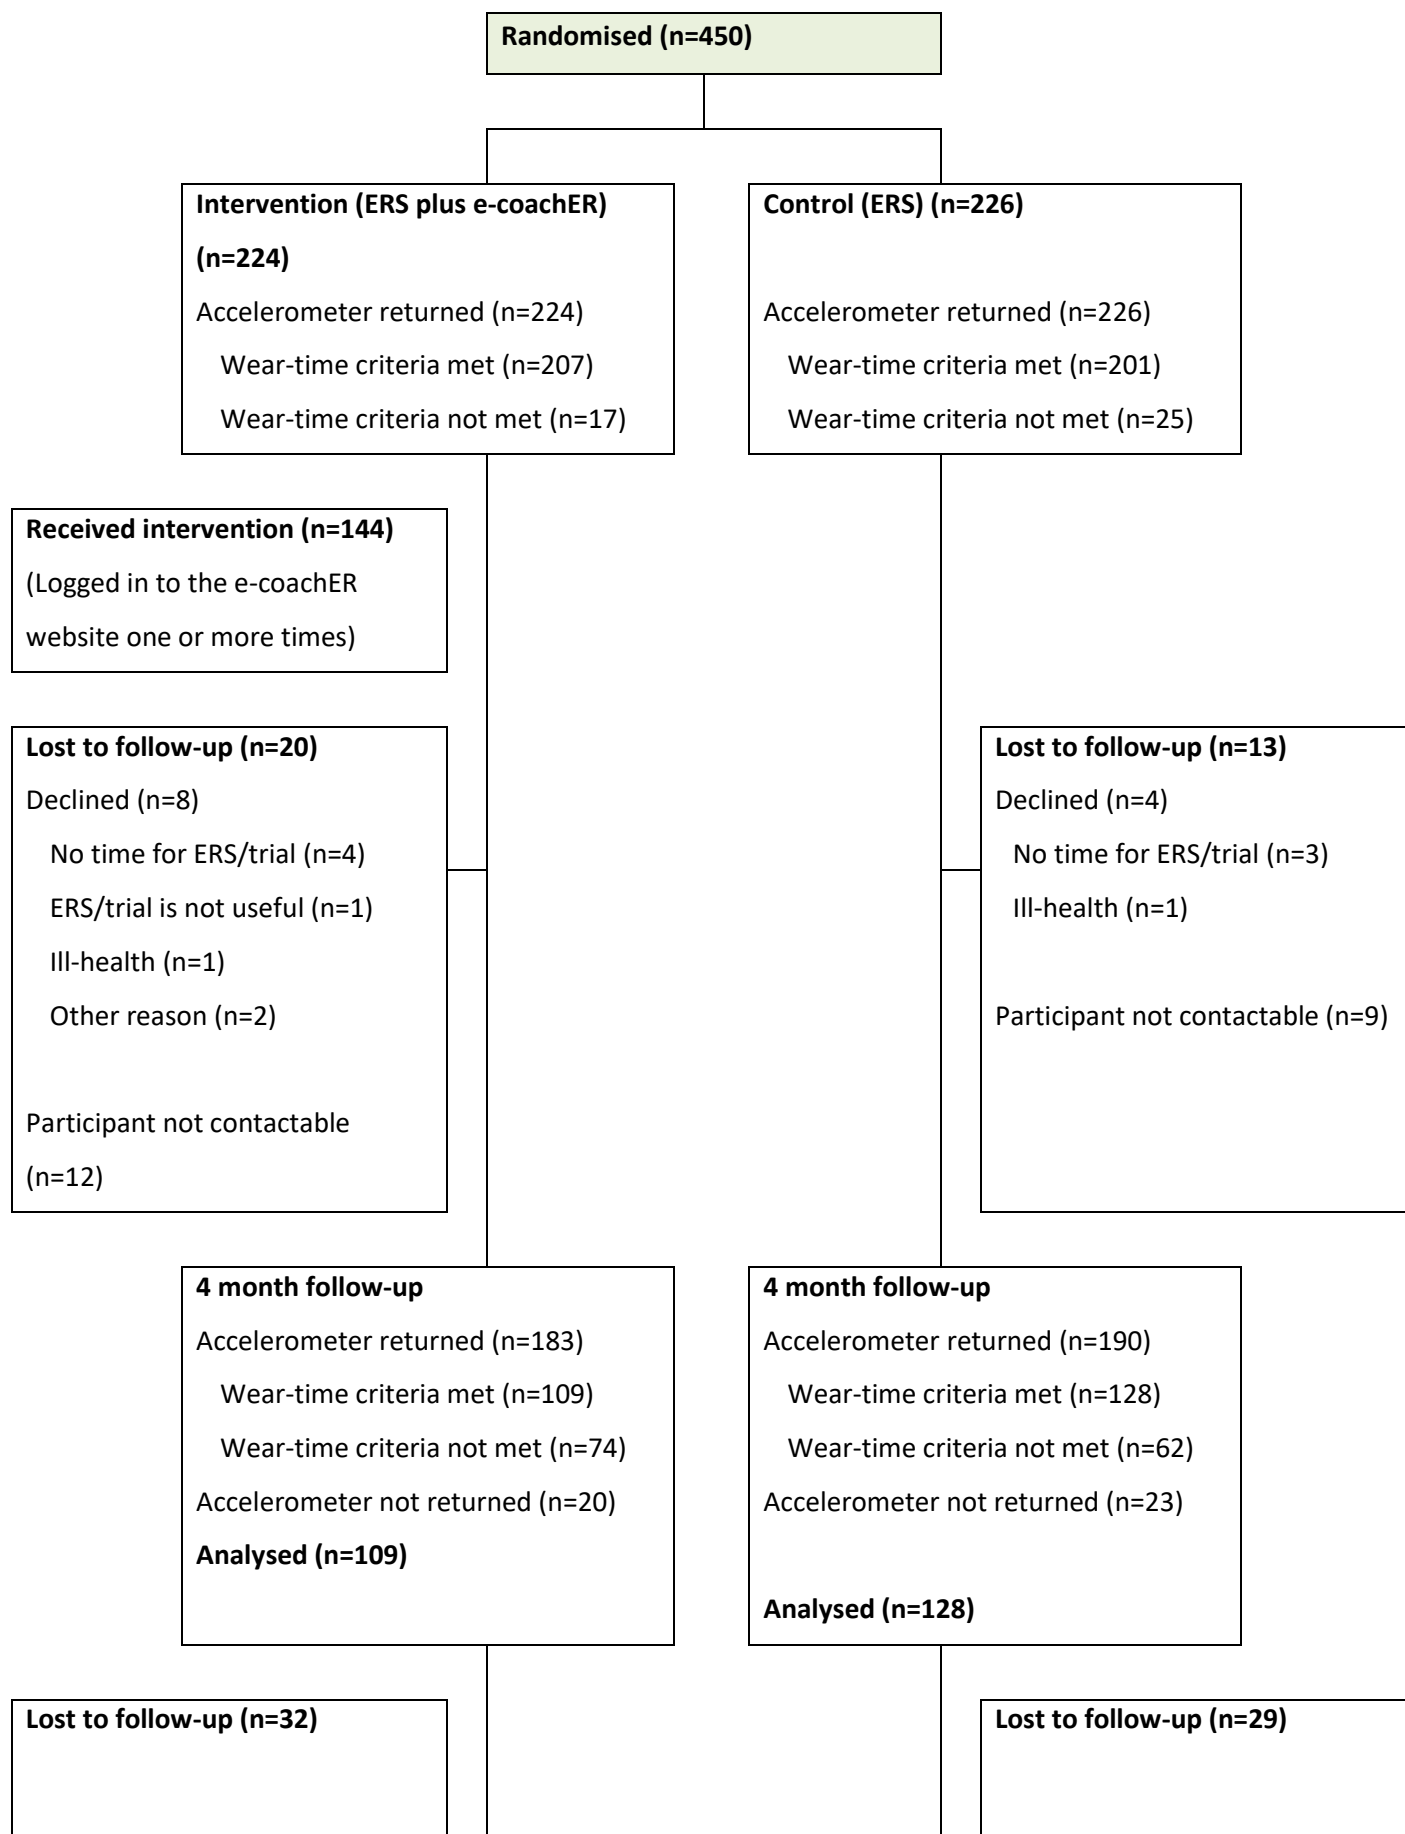 Randomised (n=450)
Intervention (ERS plus e-coachER)
(n=224)
Accelerometer returned (n=224)
Wear-time criteria met (n=207)
Wear-time criteria not met (n=17)
Control (ERS) (n=226)
Accelerometer returned (n=226)
Wear-time criteria met (n=201)
Wear-time criteria not met (n=25)
Received intervention (n=144)
(Logged in to the e-coachER
website one or more times)
Lost to follow-up (n=20)
Declined (n=8)
No time for ERS/trial (n=4)
ERS/trial is not useful (n=1)
Ill-health (n=1)
Other reason (n=2)
Participant not contactable
(n=12)
Lost to follow-up (n=13)
Declined (n=4)
No time for ERS/trial (n=3)
Ill-health (n=1)
Participant not contactable (n=9)
4 month follow-up
Accelerometer returned (n=183)
Wear-time criteria met (n=109)
Wear-time criteria not met (n=74)
Accelerometer not returned (n=20)
Analysed (n=109)
4 month follow-up
Accelerometer returned (n=190)
Wear-time criteria met (n=128)
Wear-time criteria not met (n=62)
Accelerometer not returned (n=23)
Analysed (n=128)
Lost to follow-up (n=32)
Lost to follow-up (n=29)